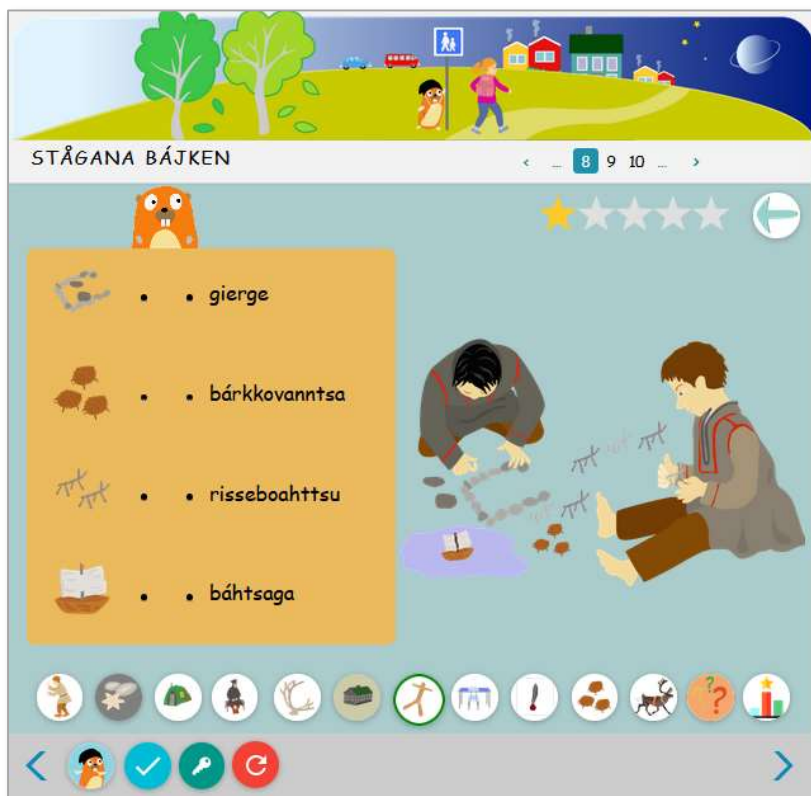 STÅGANA BÁJKEN
‹ … 8 9 10 … ›
gierge
bárkkovanntsa
risseboahttsu
báhtsaga
? ?